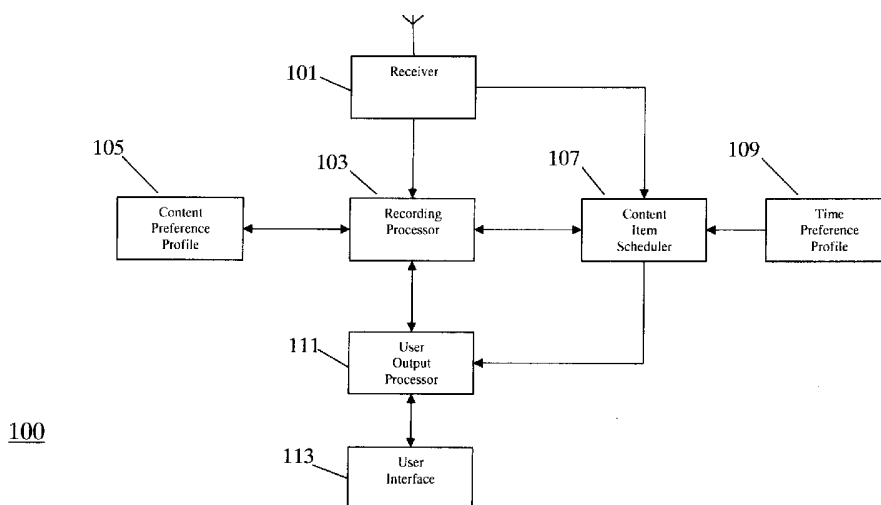 101
Receiver
105
103
107
109
Content
Preference
Profile
Recording
Processor
Content
Item
Scheduler
Time
Preference
Profile
111
User
Output
Processor
100
113
User
Interface